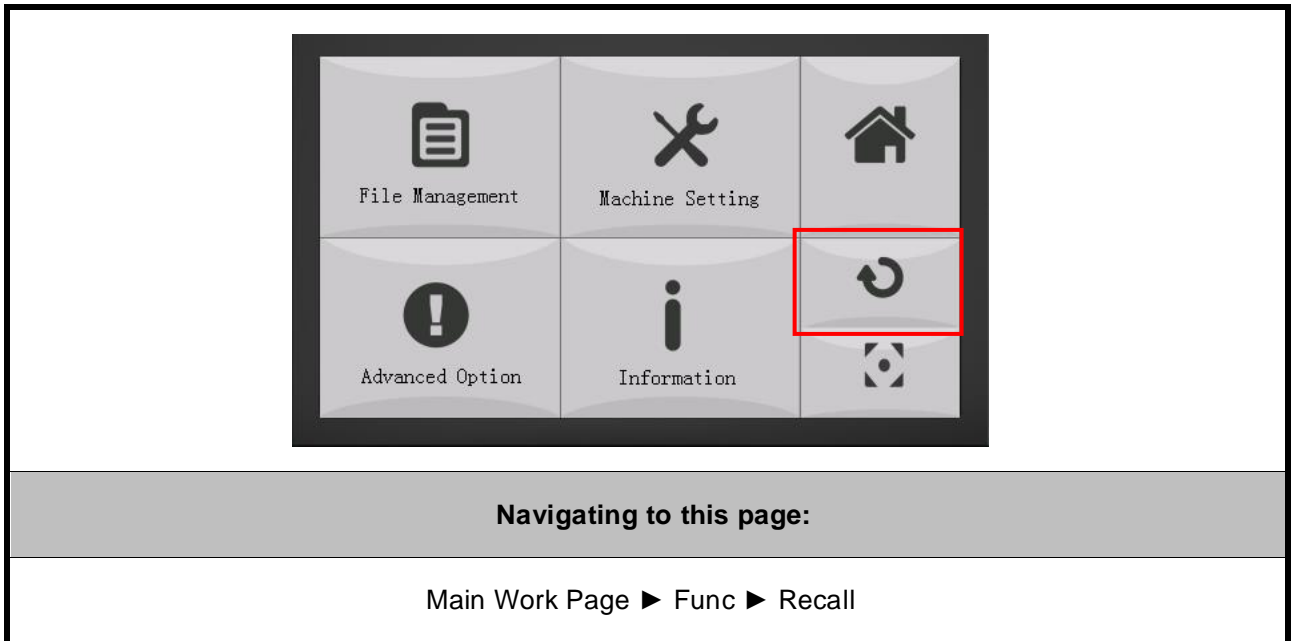 File Management
Machine Setting
Advanced Option
Information
Navigating to this page:
Main Work Page ► Func ► Recall